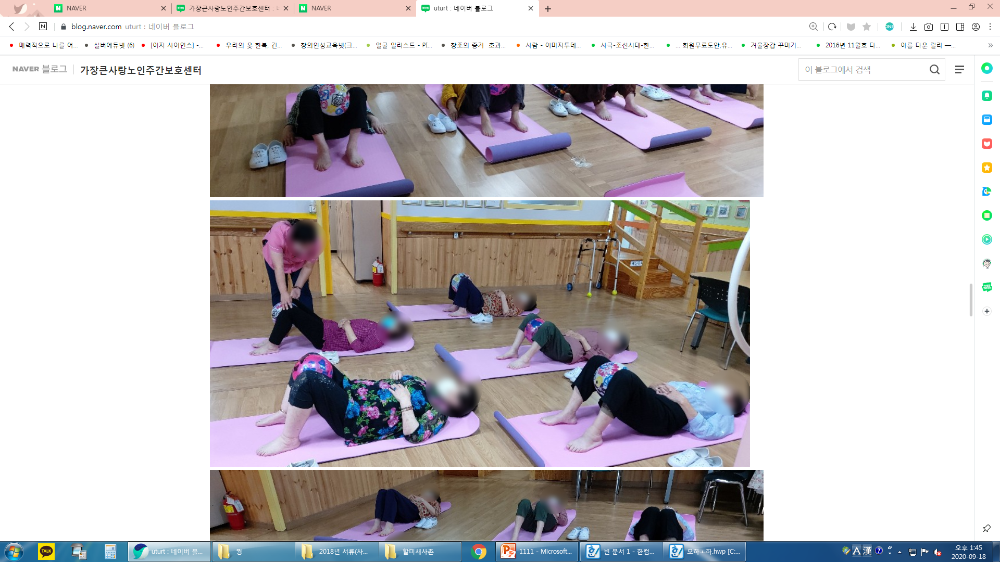 NAVER
가장큰사랑노인주간보호센터 :
NAVER
uturt : 네이버 블로그
blog.naver.com uturt : 네이버 블로그
매력적으로 나를 어...
실버에듀넷 (6)
[이지 사이언스] -...
우리의 옷 한복, 긴...
창의인성교육넷(크...
얼굴 일러스트 - PI...
창조의 증거 초과...
사람 - 이미지투데...
사극-조선시대-한...
... 회원무료도안,유...
겨울장갑 꾸미기...
2016년 11월호 다...
아름 다운 릴리 —...
NAVER 블로그
가장큰사랑노인주간보호센터
이 블로그에서 검색
TALK
uturt : 네이버 블...
꿩
2018년 서류(사...
할미새사촌
1111 - Microsoft...
빈 문서 1 - 한컴...
오하ㅗ하.hwp [C:...
A 漢
오후 1:45
2020-09-18